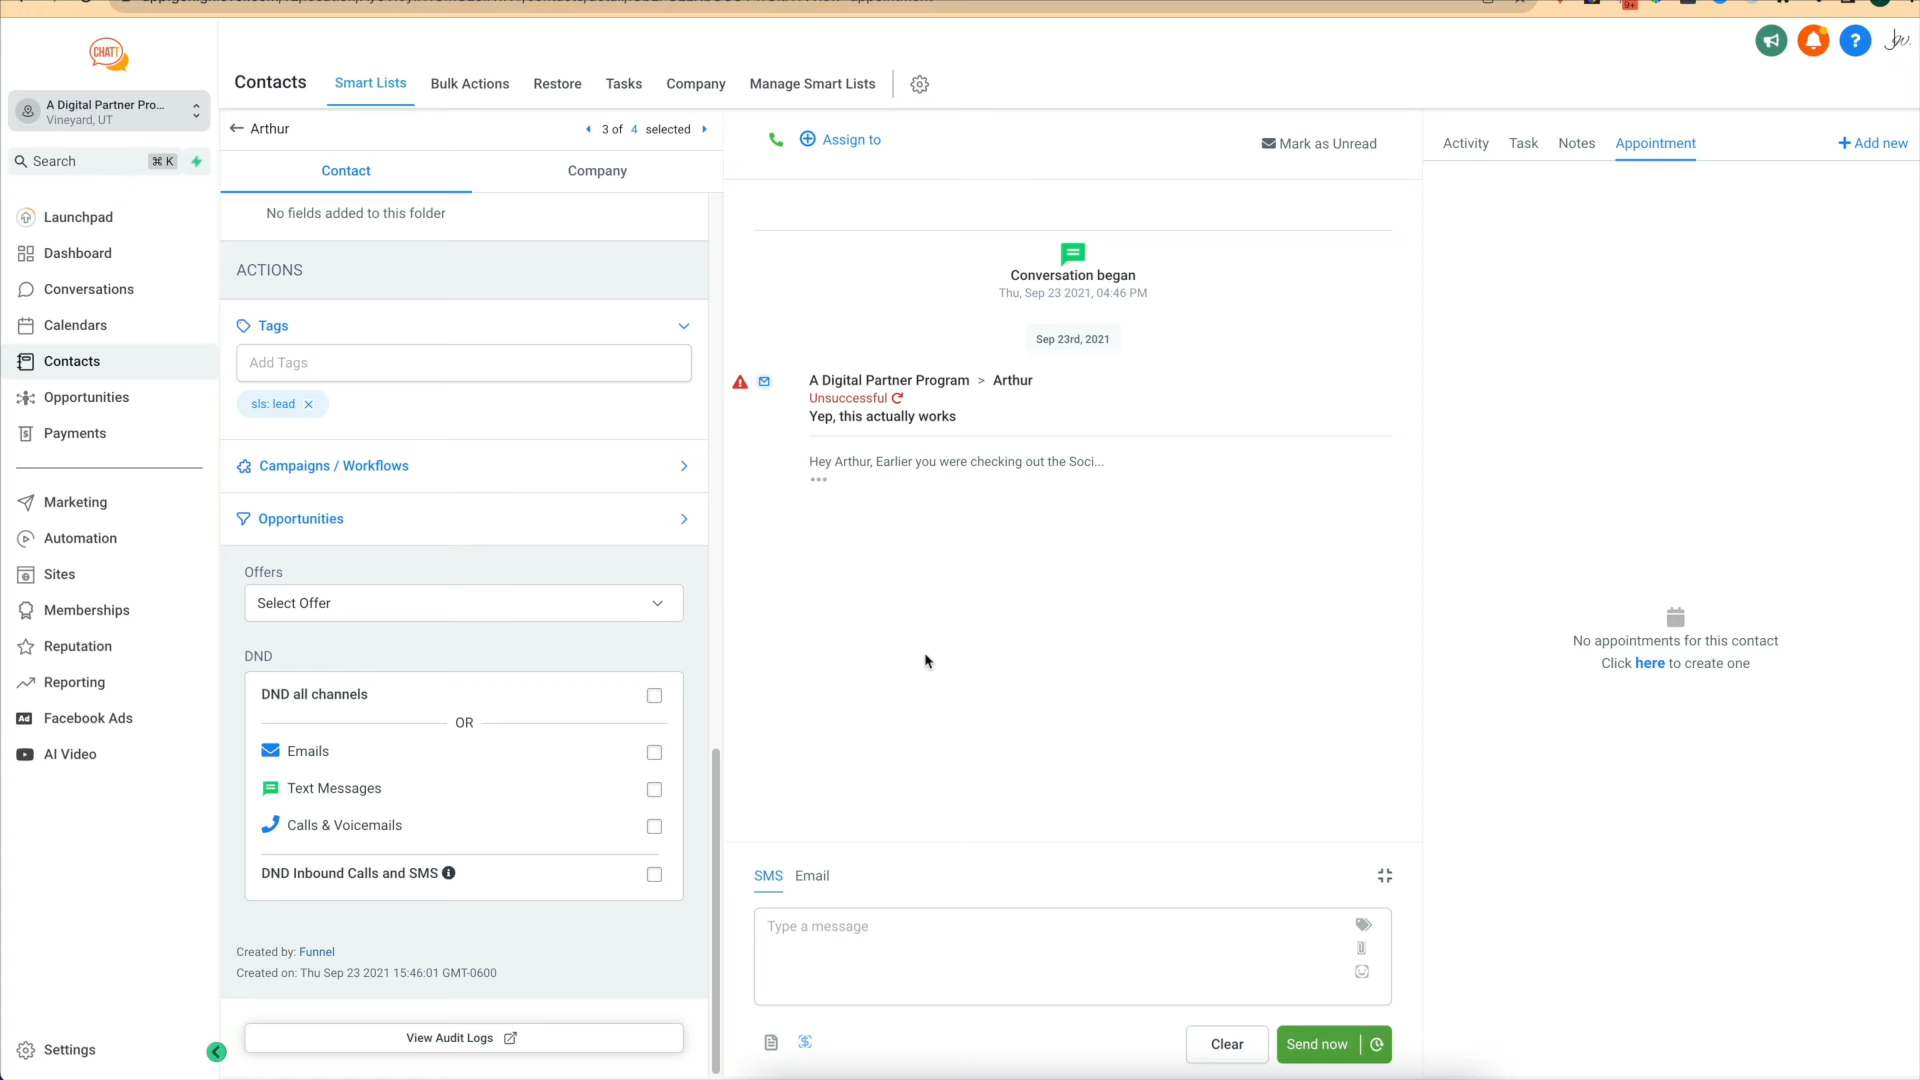 9+
CHATT
A Digital Partner Pro...
Vineyard, UT
Search
⌘ K
Launchpad
Dashboard
Conversations
Calendars
Contacts
Opportunities
Payments
Marketing
Automation
Sites
Memberships
Reputation
Reporting
Ad Facebook Ads
AI Video
Settings
Contacts
Smart Lists
Bulk Actions
Restore
Tasks
Company
Manage Smart Lists
?
Arthur
3 of 4 selected
Contact
Company
No fields added to this folder
ACTIONS
Tags
Add Tags
sls: lead
Campaigns / Workflows
Opportunities
Offers
Select Offer
DND
DND all channels
OR
Emails
Text Messages
Calls & Voicemails
DND Inbound Calls and SMS
Created by: Funnel
Created on: Thu Sep 23 2021 15:46:01 GMT-0600
View Audit Logs
Assign to
Mark as Unread
Conversation began
Thu, Sep 23 2021, 04:46 PM
Sep 23rd, 2021
A Digital Partner Program > Arthur
Unsuccessful
Yep, this actually works
Hey Arthur, Earlier you were checking out the Soci...
SMS
Email
Type a message
Clear
Send now
Activity
Task
Notes
Appointment
+ Add new
No appointments for this contact
Click here to create one